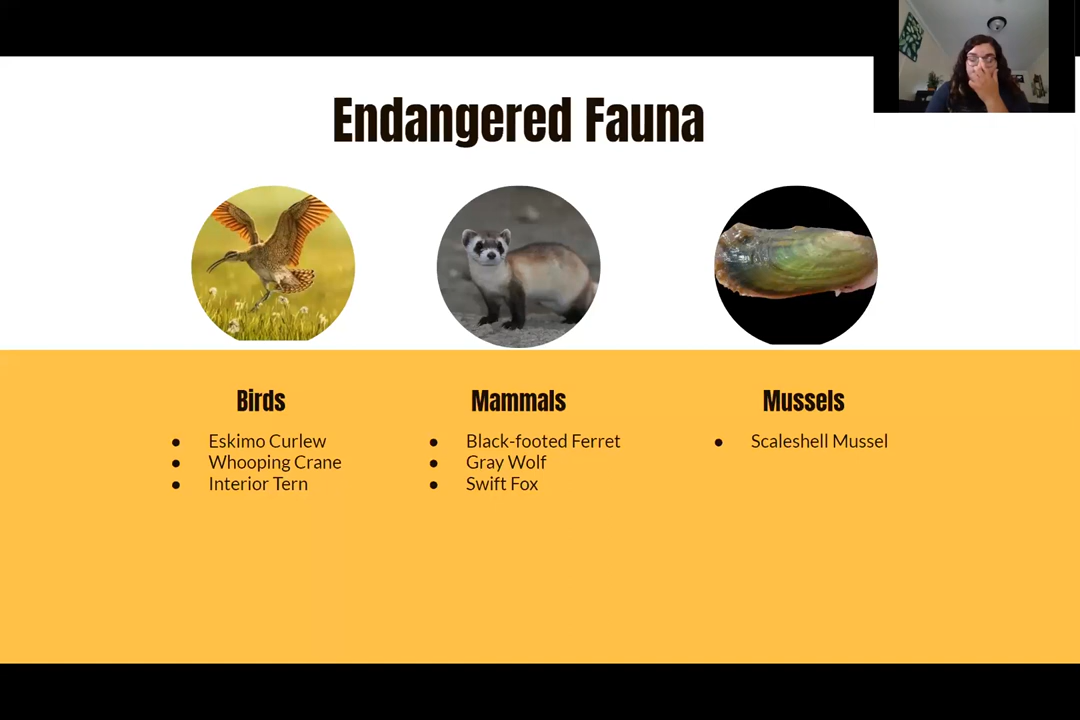 Endangered Fauna
Birds
Eskimo Curlew
Whooping Crane
Interior Tern
Mammals
Black-footed Ferret
Gray Wolf
Swift Fox
Mussels
Scaleshell Mussel